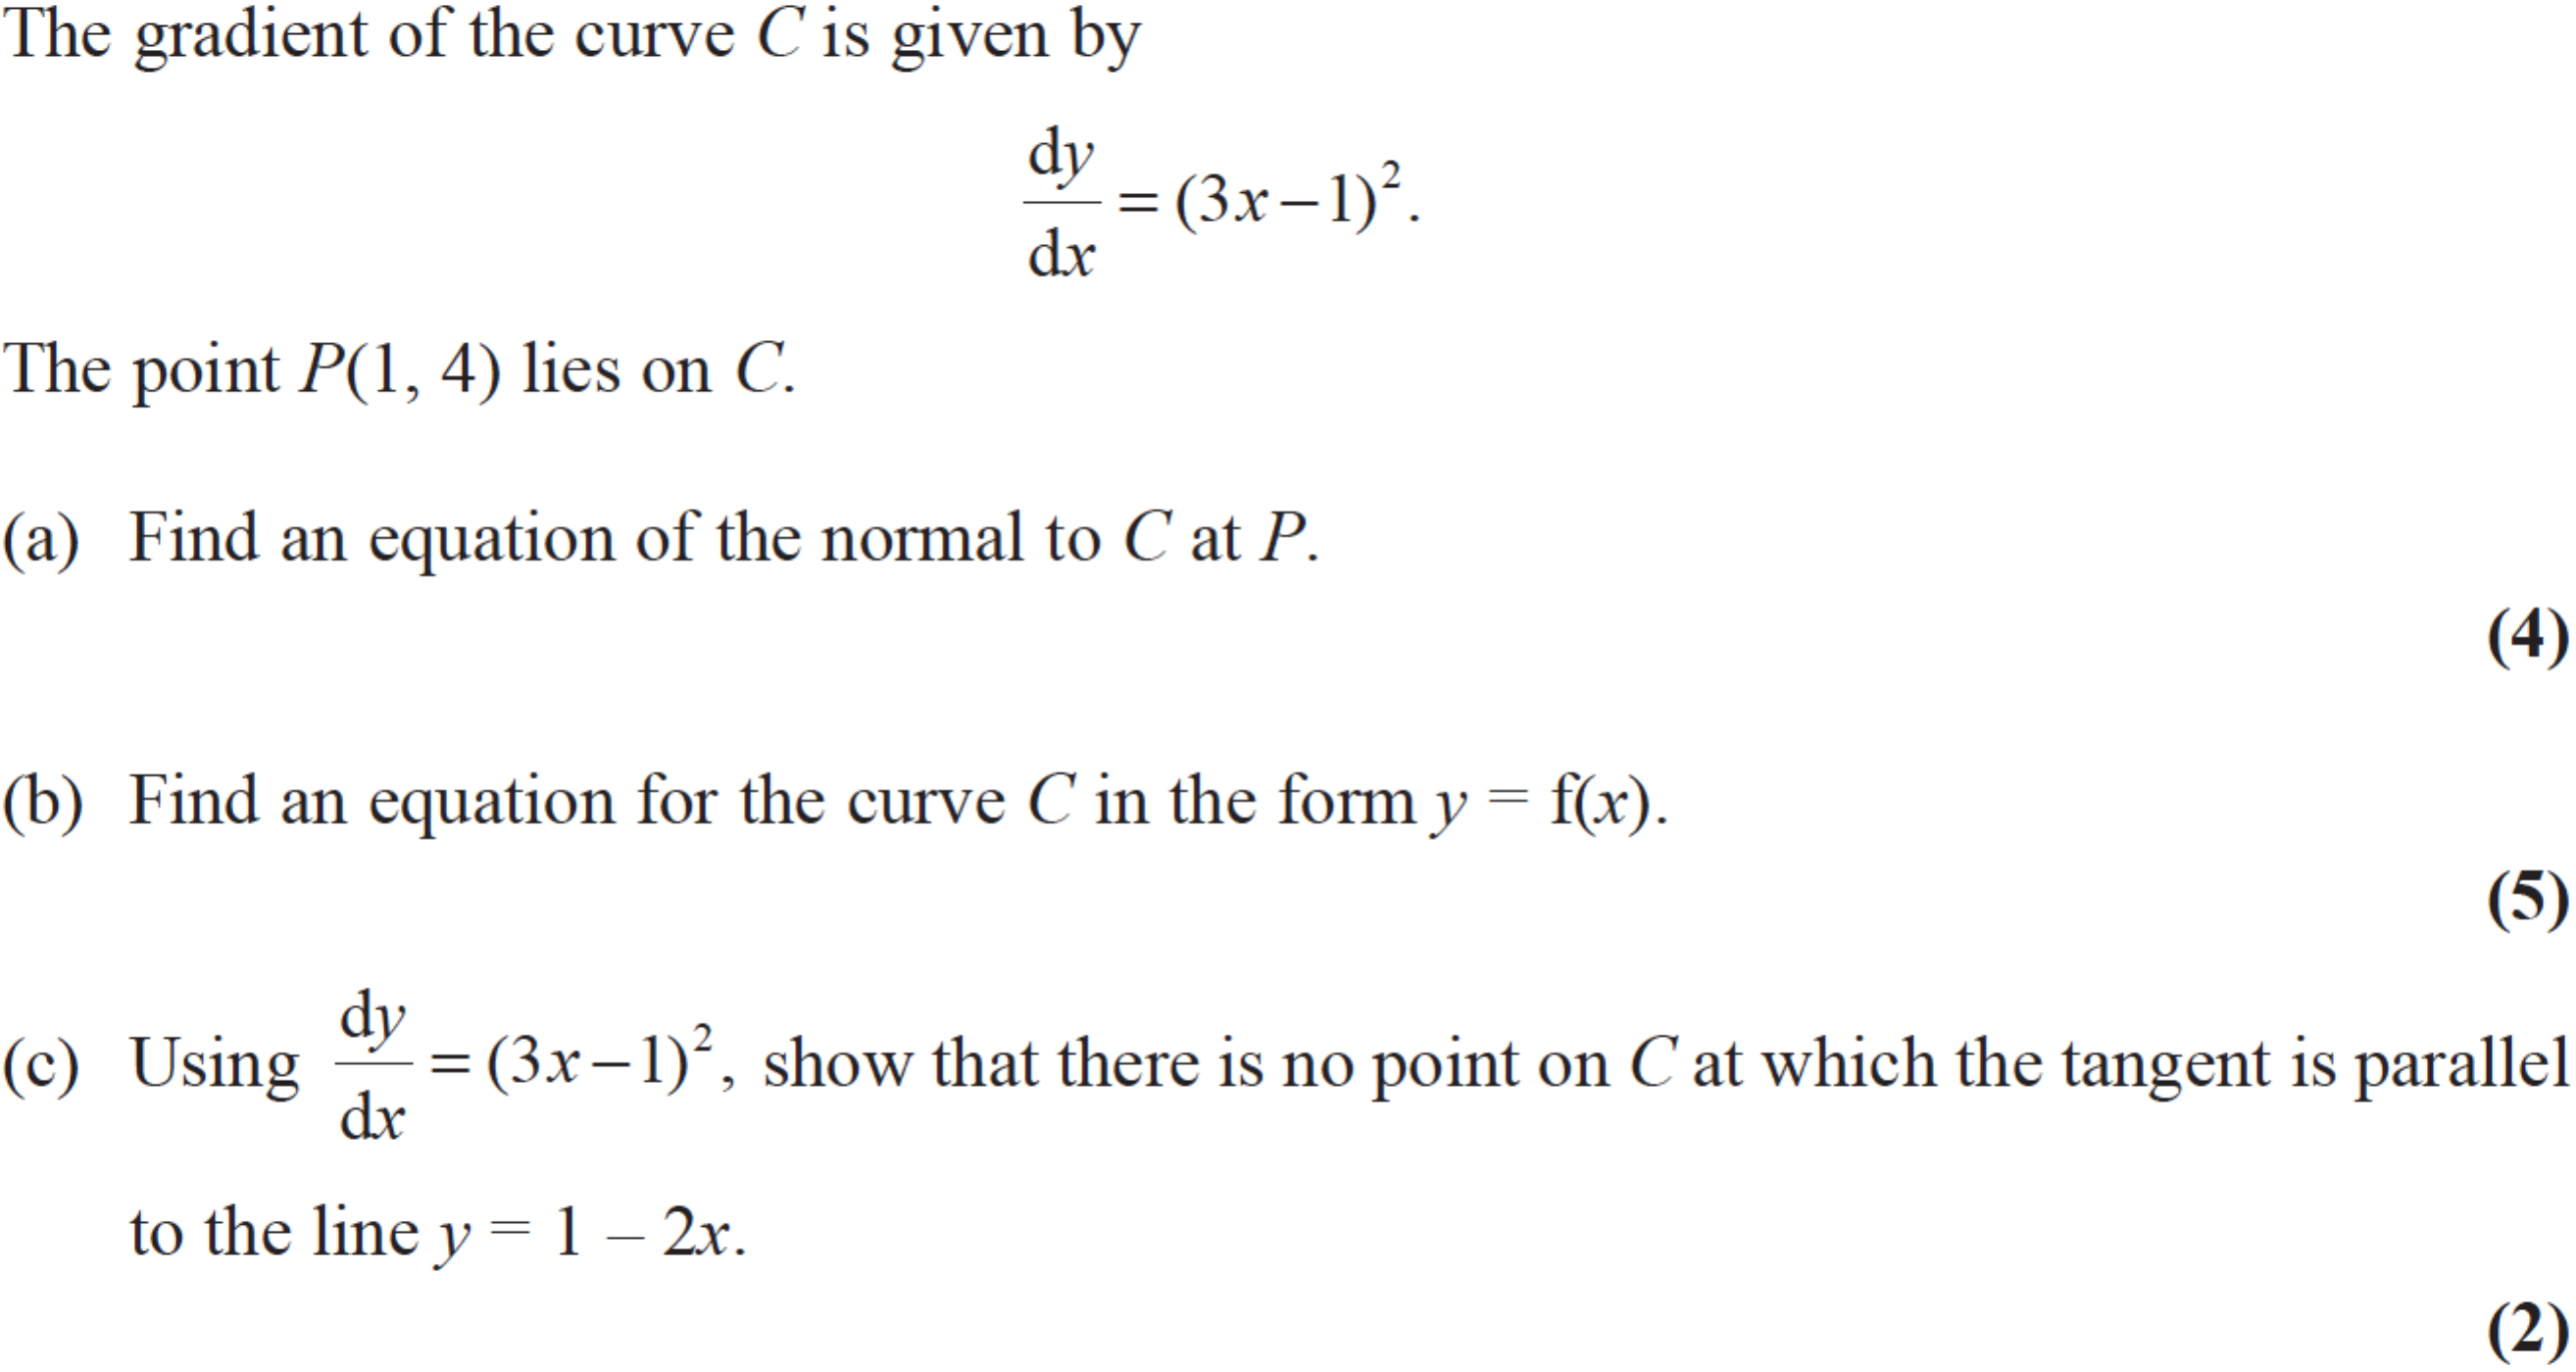 The gradient of the curve C is given by
dy/dx = (3x–1)².
The point P(1, 4) lies on C.
(a) Find an equation of the normal to C at P.
(4)
(b) Find an equation for the curve C in the form y = f(x).
(5)
(c) Using dy/dx = (3x–1)², show that there is no point on C at which the tangent is parallel
to the line y = 1 – 2x.
(2)